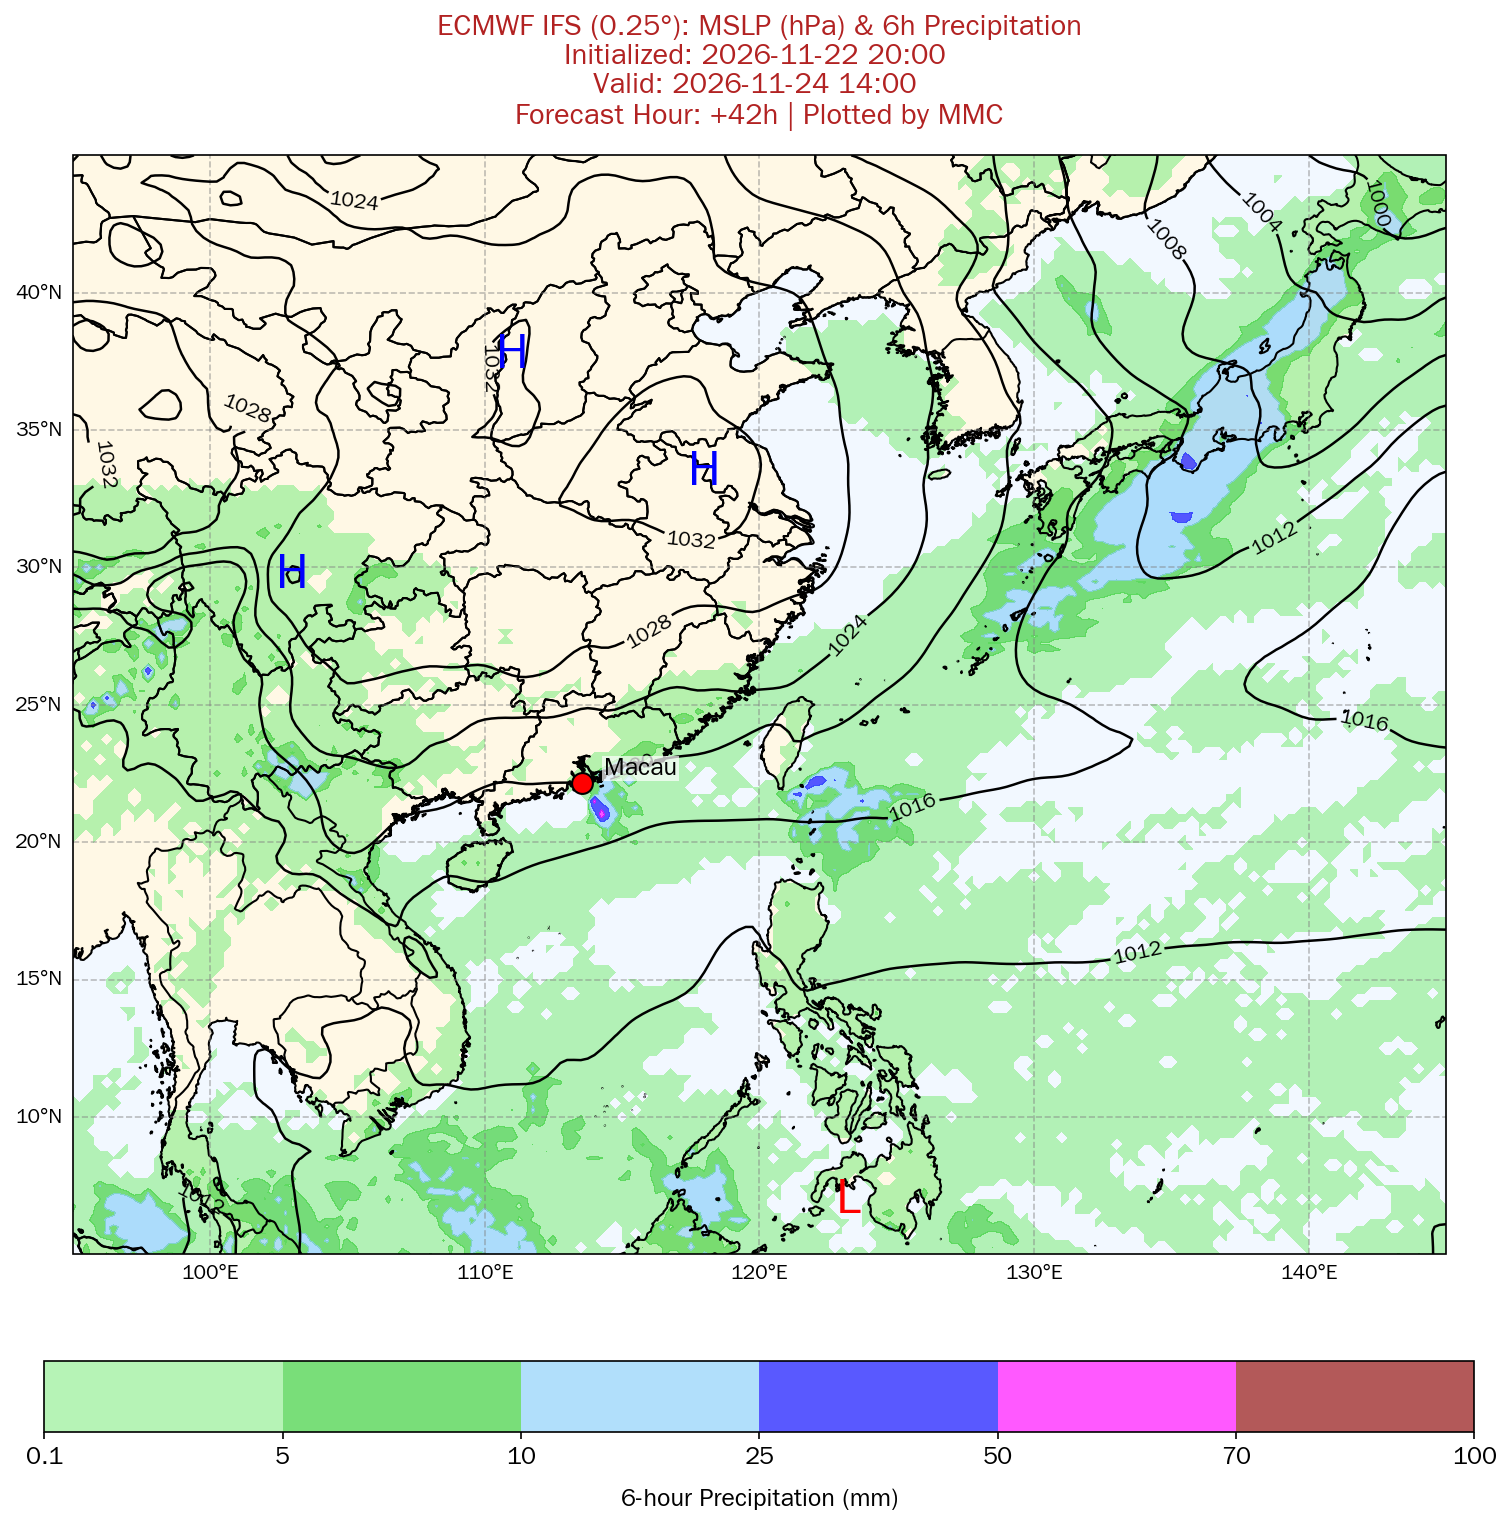 ECMWF IFS (0.25°): MSLP (hPa) & 6h Precipitation
Initialized: 2026-11-22 20:00
Valid: 2026-11-24 14:00
Forecast Hour: +42h | Plotted by MMC
1024
1000
1004
1008
40°N
H
1032
1028
35°N
1032
H
1032
1012
30°N
H
1028
1024
25°N
1016
Macau
1016
20°N
1012
15°N
10°N
1012
L
100°E 110°E 120°E 130°E 140°E
0.1 5 10 25 50 70 100
6-hour Precipitation (mm)